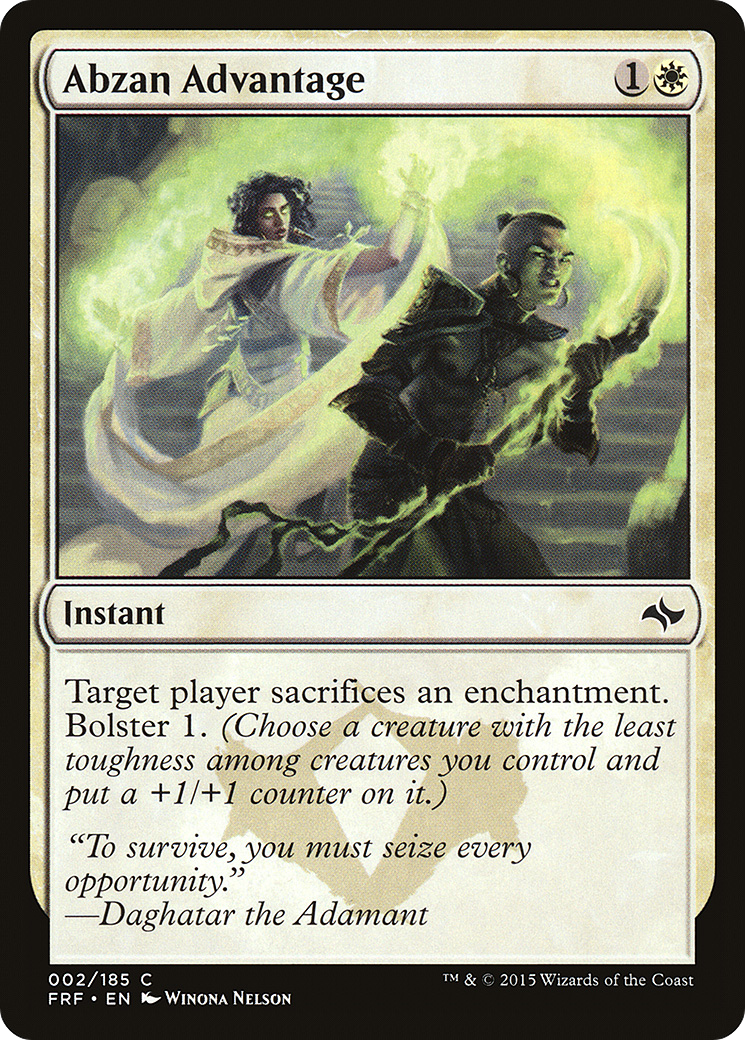 Abzan Advantage
1
Instant
Target player sacrifices an enchantment.
Bolster 1. (Choose a creature with the least
toughness among creatures you control and
put a +1/+1 counter on it.)
“To survive, you must seize every
opportunity.”
—Daghatar the Adamant
002/185 C
™ & © 2015 Wizards of the Coast
FRF • EN Winona Nelson